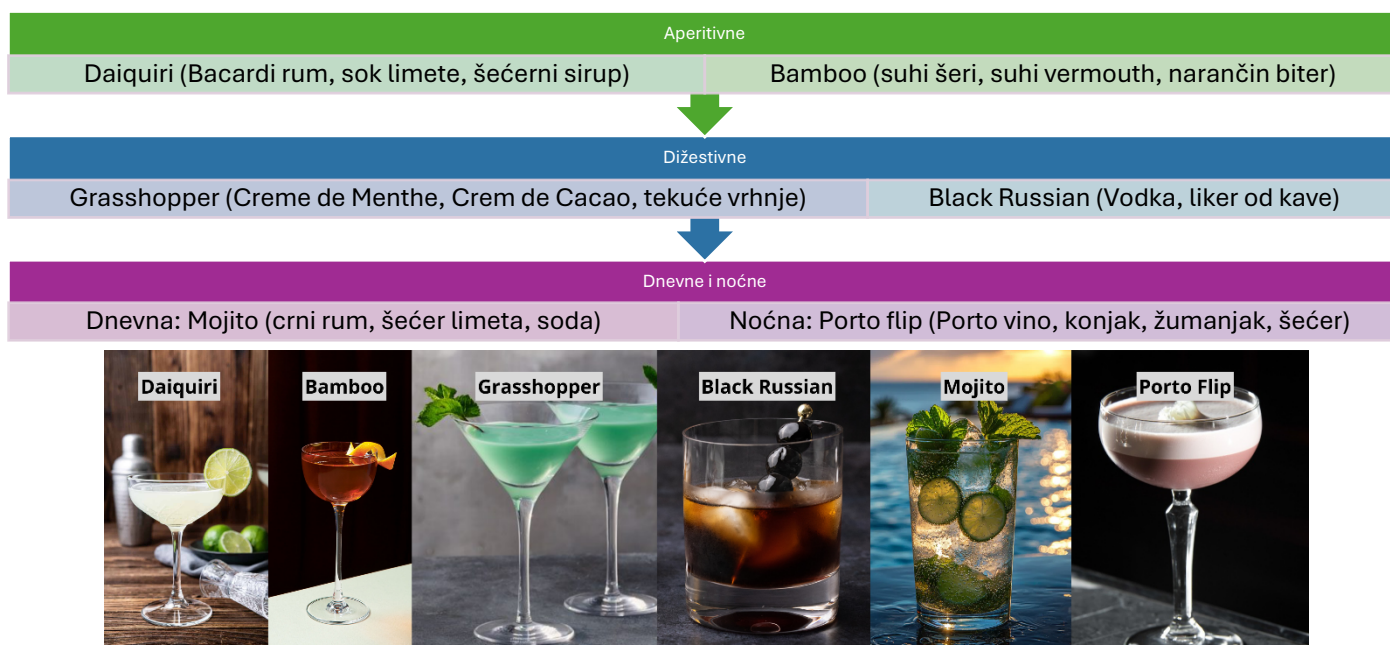 Aperitivne
Daiquiri (Bacardi rum, sok limete, šećerni sirup)
Bamboo (suhi šeri, suhi vermouth, narančin biter)
Dižestivne
Grasshopper (Creme de Menthe, Crem de Cacao, tekuće vrhnje)
Black Russian (Vodka, liker od kave)
Dnevne i noćne
Dnevna: Mojito (crni rum, šećer limeta, soda)
Noćna: Porto flip (Porto vino, konjak, žumanjak, šećer)
Daiquiri
Bamboo
Grasshopper
Black Russian
Mojito
Porto Flip